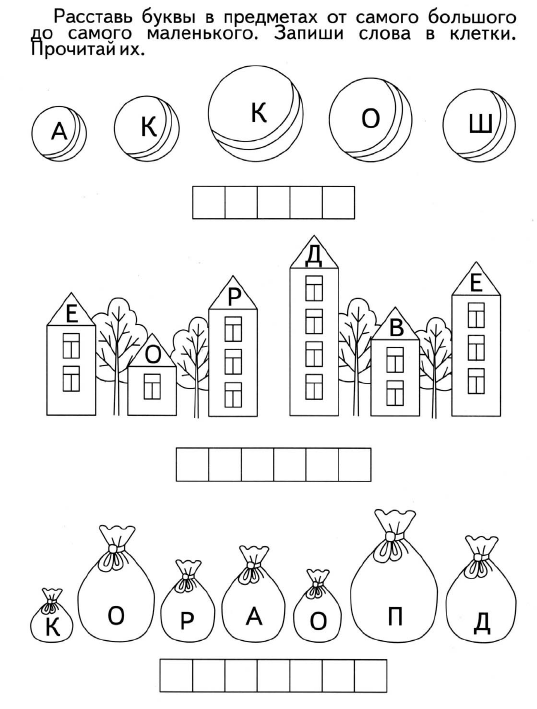 Расставь буквы в предметах от самого большого
до самого маленького. Запиши слова в клетки.
Прочитай их.
А К К О Ш
Е О Р Д В Е
К О Р А О П Д